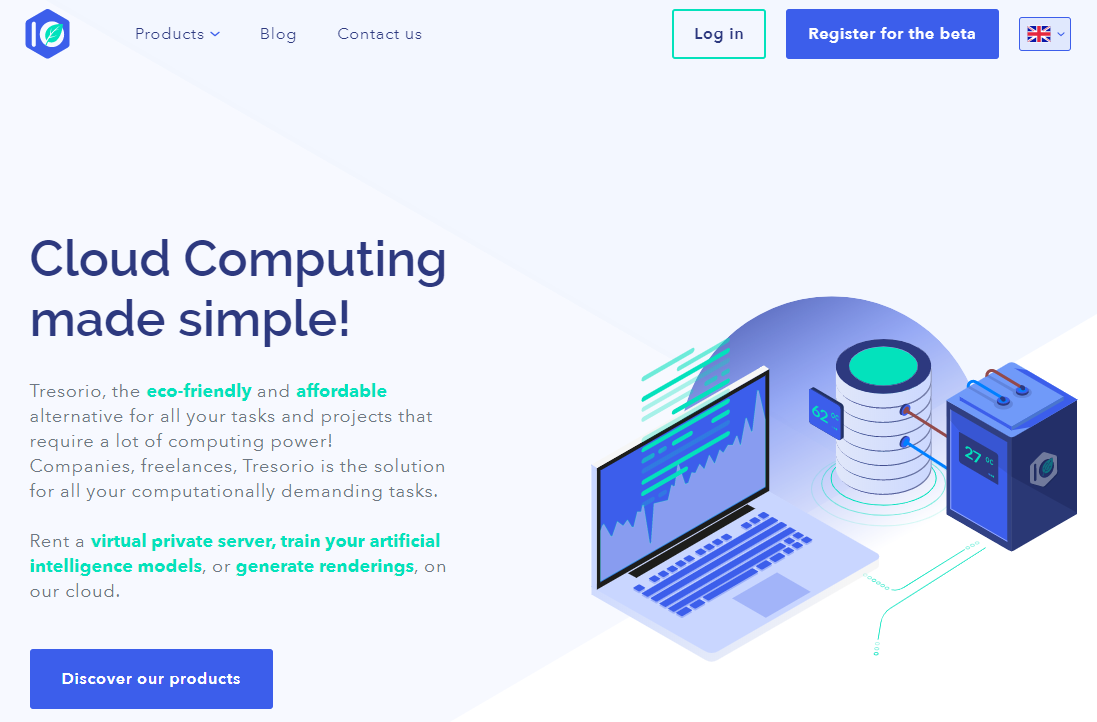 Products
Blog
Contact us
Log in
Register for the beta
Cloud Computing
made simple!
Tresorio, the eco-friendly and affordable
alternative for all your tasks and projects that
require a lot of computing power!
Companies, freelances, Tresorio is the solution
for all your computationally demanding tasks.
Rent a virtual private server, train your artificial
intelligence models, or generate renderings, on
our cloud.
Discover our products
62 °C
27 °C